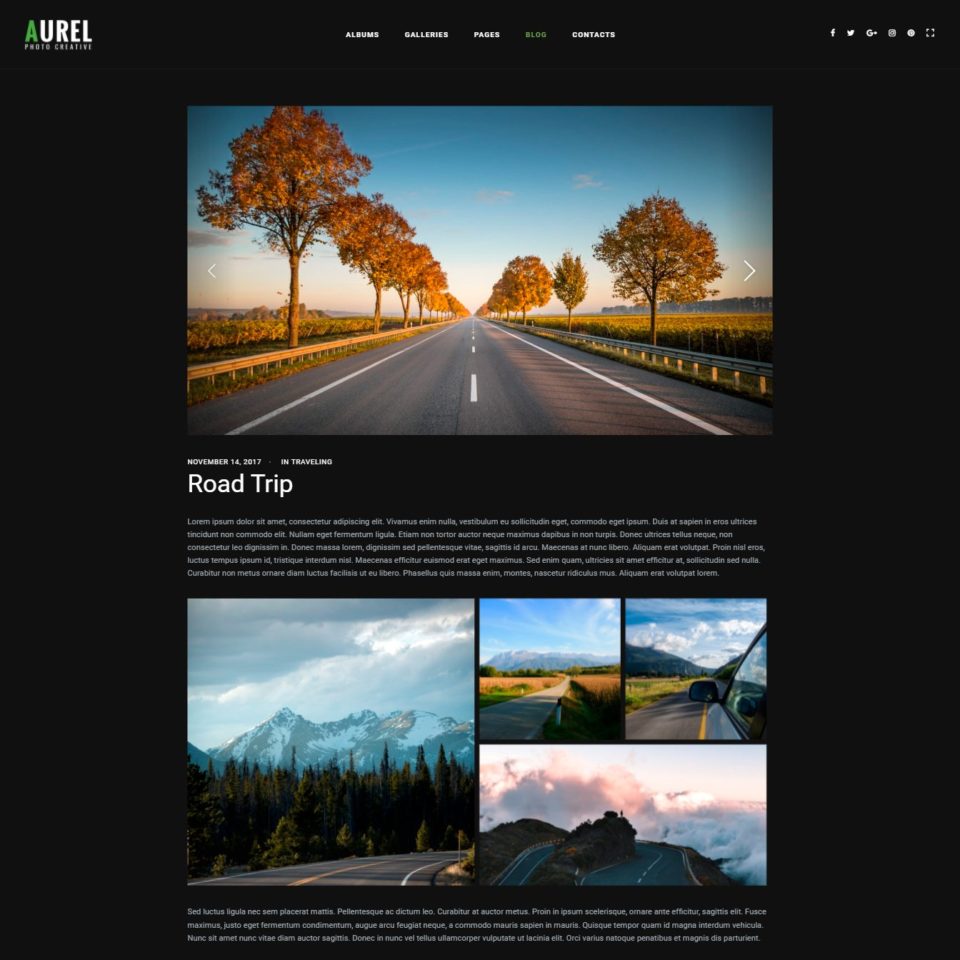 AUREL
PHOTO CREATIVE
ALBUMS GALLERIES PAGES BLOG CONTACTS
NOVEMBER 14, 2017 · IN TRAVELING
Road Trip
Lorem ipsum dolor sit amet, consectetur adipiscing elit. Vivamus enim nulla, vestibulum eu sollicitudin eget, commodo eget ipsum. Duis at sapien in eros ultrices
tincidunt non commodo elit. Nullam eget fermentum ligula. Etiam non tortor auctor neque maximus dapibus in non turpis. Donec ultrices tellus neque, non
consectetur leo dignissim in. Donec massa lorem, dignissim sed pellentesque vitae, sagittis id arcu. Maecenas at nunc libero. Aliquam erat volutpat. Proin nisl eros,
luctus tempus ipsum id, tristique interdum nisl. Maecenas efficitur euismod erat eget maximus. Sed enim quam, ultricies sit amet efficitur at, sollicitudin sed nulla.
Curabitur non metus ornare diam luctus facilisis ut eu libero. Phasellus quis massa enim, montes, nascetur ridiculus mus. Aliquam erat volutpat lorem.
Sed luctus ligula nec sem placerat mattis. Pellentesque ac dictum leo. Curabitur at auctor metus. Proin in ipsum scelerisque, ornare ante efficitur, sagittis elit. Fusce
maximus, justo eget fermentum condimentum, augue arcu feugiat neque, a commodo mauris sapien in mauris. Quisque tempor quam id magna interdum vehicula.
Nunc sit amet nunc vitae diam auctor sagittis. Donec in nunc vel tellus ullamcorper vulputate ut lacinia elit. Orci varius natoque penatibus et magnis dis parturient.